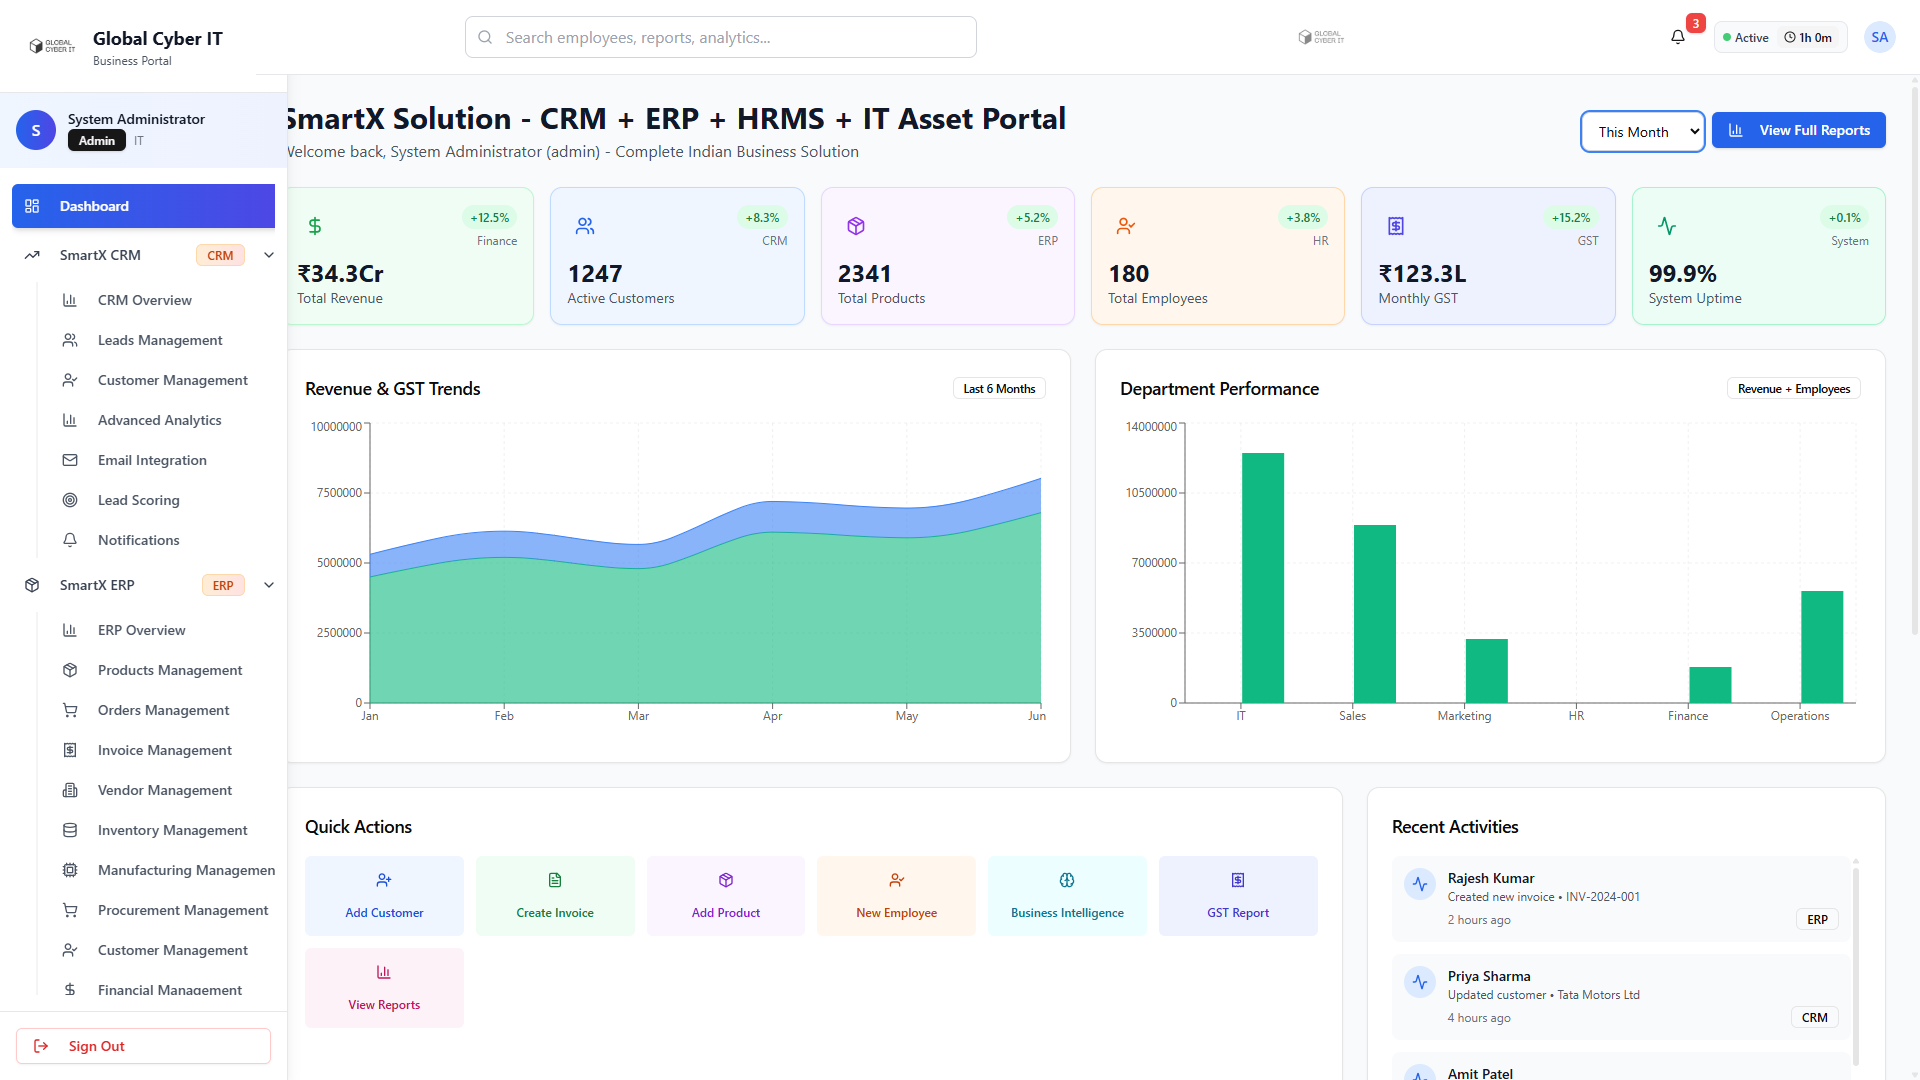 GLOBAL
CYBER IT
Global Cyber IT
Business Portal
Search employees, reports, analytics...
GLOBAL
CYBER IT
3
Active
1h 0m
SA
S
System Administrator
Admin
IT
Dashboard
SmartX CRM
CRM
CRM Overview
Leads Management
Customer Management
Advanced Analytics
Email Integration
Lead Scoring
Notifications
SmartX ERP
ERP
ERP Overview
Products Management
Orders Management
Invoice Management
Vendor Management
Inventory Management
Manufacturing Managemen
Procurement Management
Customer Management
Financial Management
Sign Out
SmartX Solution - CRM + ERP + HRMS + IT Asset Portal
Welcome back, System Administrator (admin) - Complete Indian Business Solution
This Month
View Full Reports
+12.5%
Finance
₹34.3Cr
Total Revenue
+8.3%
CRM
1247
Active Customers
+5.2%
ERP
2341
Total Products
+3.8%
HR
180
Total Employees
+15.2%
GST
₹123.3L
Monthly GST
+0.1%
System
99.9%
System Uptime
Revenue & GST Trends
Last 6 Months
10000000
7500000
5000000
2500000
0
Jan Feb Mar Apr May Jun
Department Performance
Revenue + Employees
14000000
10500000
7000000
3500000
0
IT Sales Marketing HR Finance Operations
Quick Actions
Add Customer
Create Invoice
Add Product
New Employee
Business Intelligence
GST Report
View Reports
Recent Activities
Rajesh Kumar
Created new invoice • INV-2024-001
2 hours ago
ERP
Priya Sharma
Updated customer • Tata Motors Ltd
4 hours ago
CRM
Amit Patel